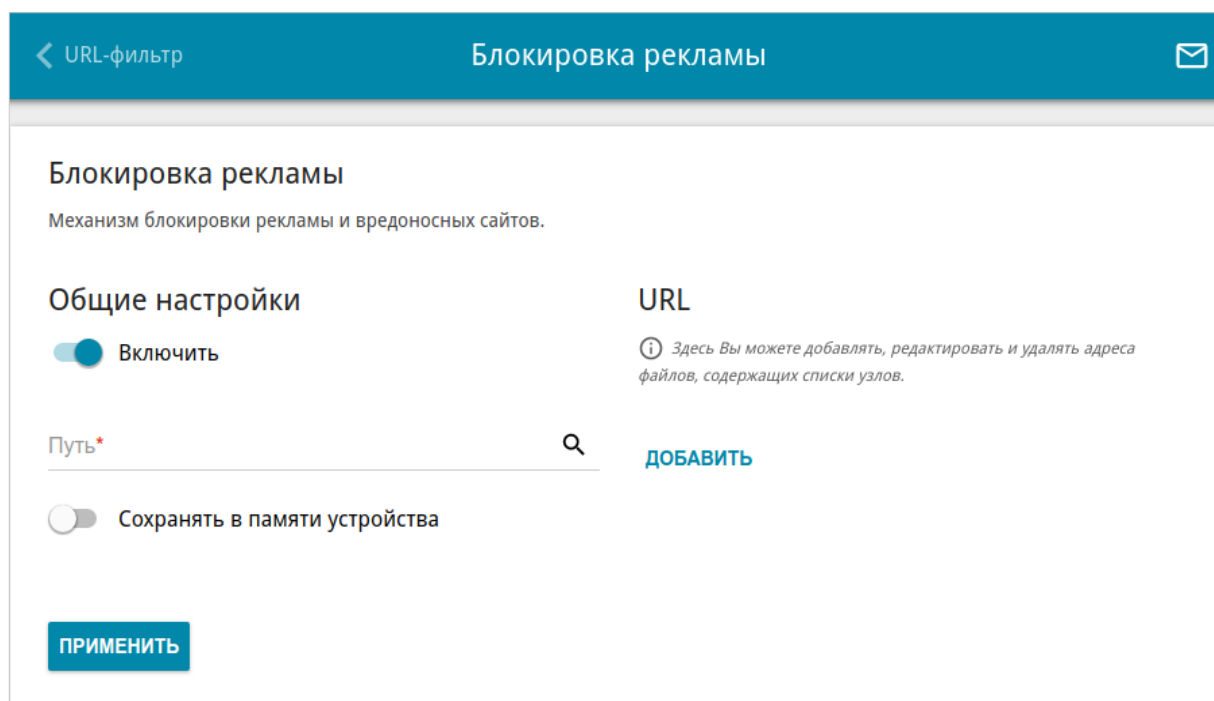 URL-фильтр
Блокировка рекламы
Блокировка рекламы
Механизм блокировки рекламы и вредоносных сайтов.
Общие настройки
Включить
Путь*
Сохранять в памяти устройства
ПРИМЕНИТЬ
URL
Здесь Вы можете добавлять, редактировать и удалять адреса
файлов, содержащих списки узлов.
ДОБАВИТЬ